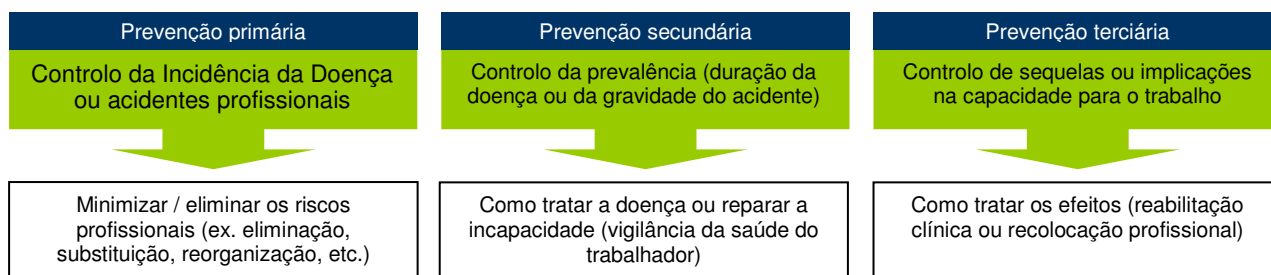 Prevenção primária
Controlo da Incidência da Doença
ou acidentes profissionais
Minimizar / eliminar os riscos
profissionais (ex. eliminação,
substituição, reorganização, etc.)
Prevenção secundária
Controlo da prevalência (duração da
doença ou da gravidade do acidente)
Como tratar a doença ou reparar a
incapacidade (vigilância da saúde do
trabalhador)
Prevenção terciária
Controlo de sequelas ou implicações
na capacidade para o trabalho
Como tratar os efeitos (reabilitação
clínica ou recolocação profissional)